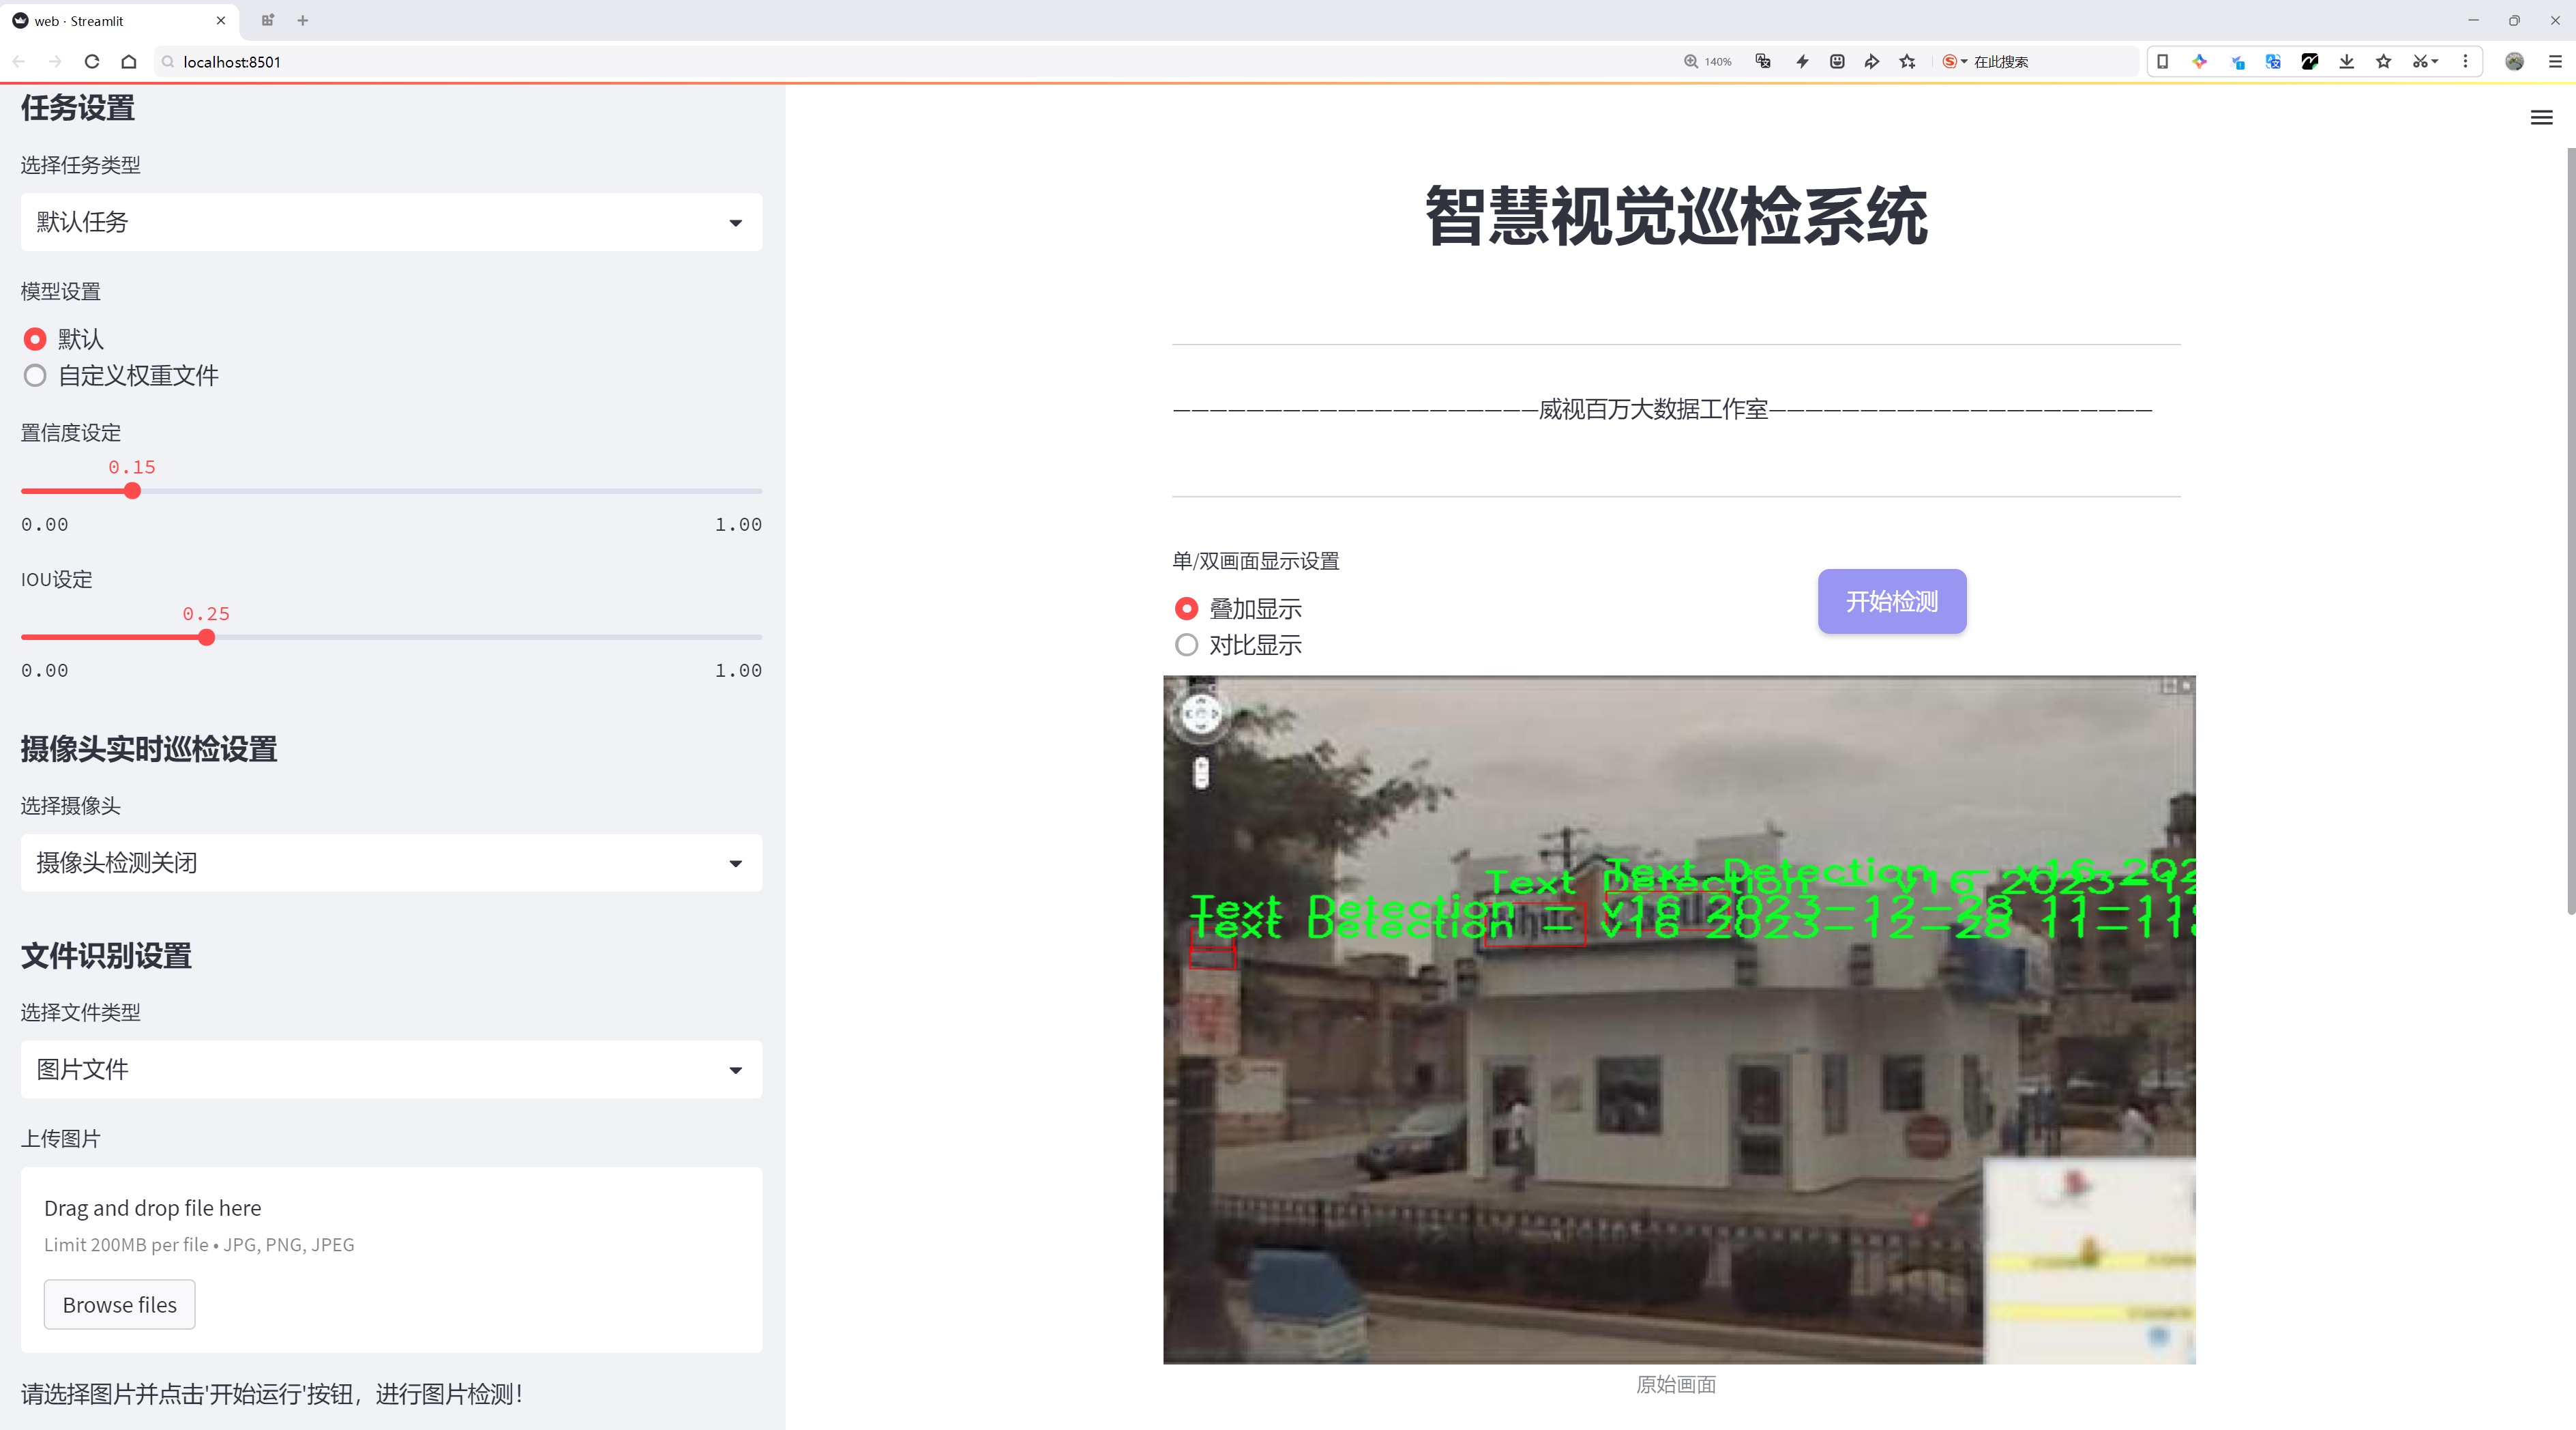 web · Streamlit
localhost:8501
140%
在此搜索
任务设置
选择任务类型
默认任务
模型设置
默认
自定义权重文件
置信度设定
0.15
0.00
1.00
IOU设定
0.25
0.00
1.00
摄像头实时巡检设置
选择摄像头
摄像头检测关闭
文件识别设置
选择文件类型
图片文件
上传图片
Drag and drop file here
Limit 200MB per file • JPG, PNG, JPEG
Browse files
请选择图片并点击'开始运行'按钮，进行图片检测！
智慧视觉巡检系统
————————————————————威视百万大数据工作室—————————————————————
单/双画面显示设置
叠加显示
对比显示
开始检测
Text Detection - v16 202
Text Detection - v16 2023-12
Text Detection - v16 2023-12-28 11-11
Text Detection - v16 2023-12-28 11-11
原始画面